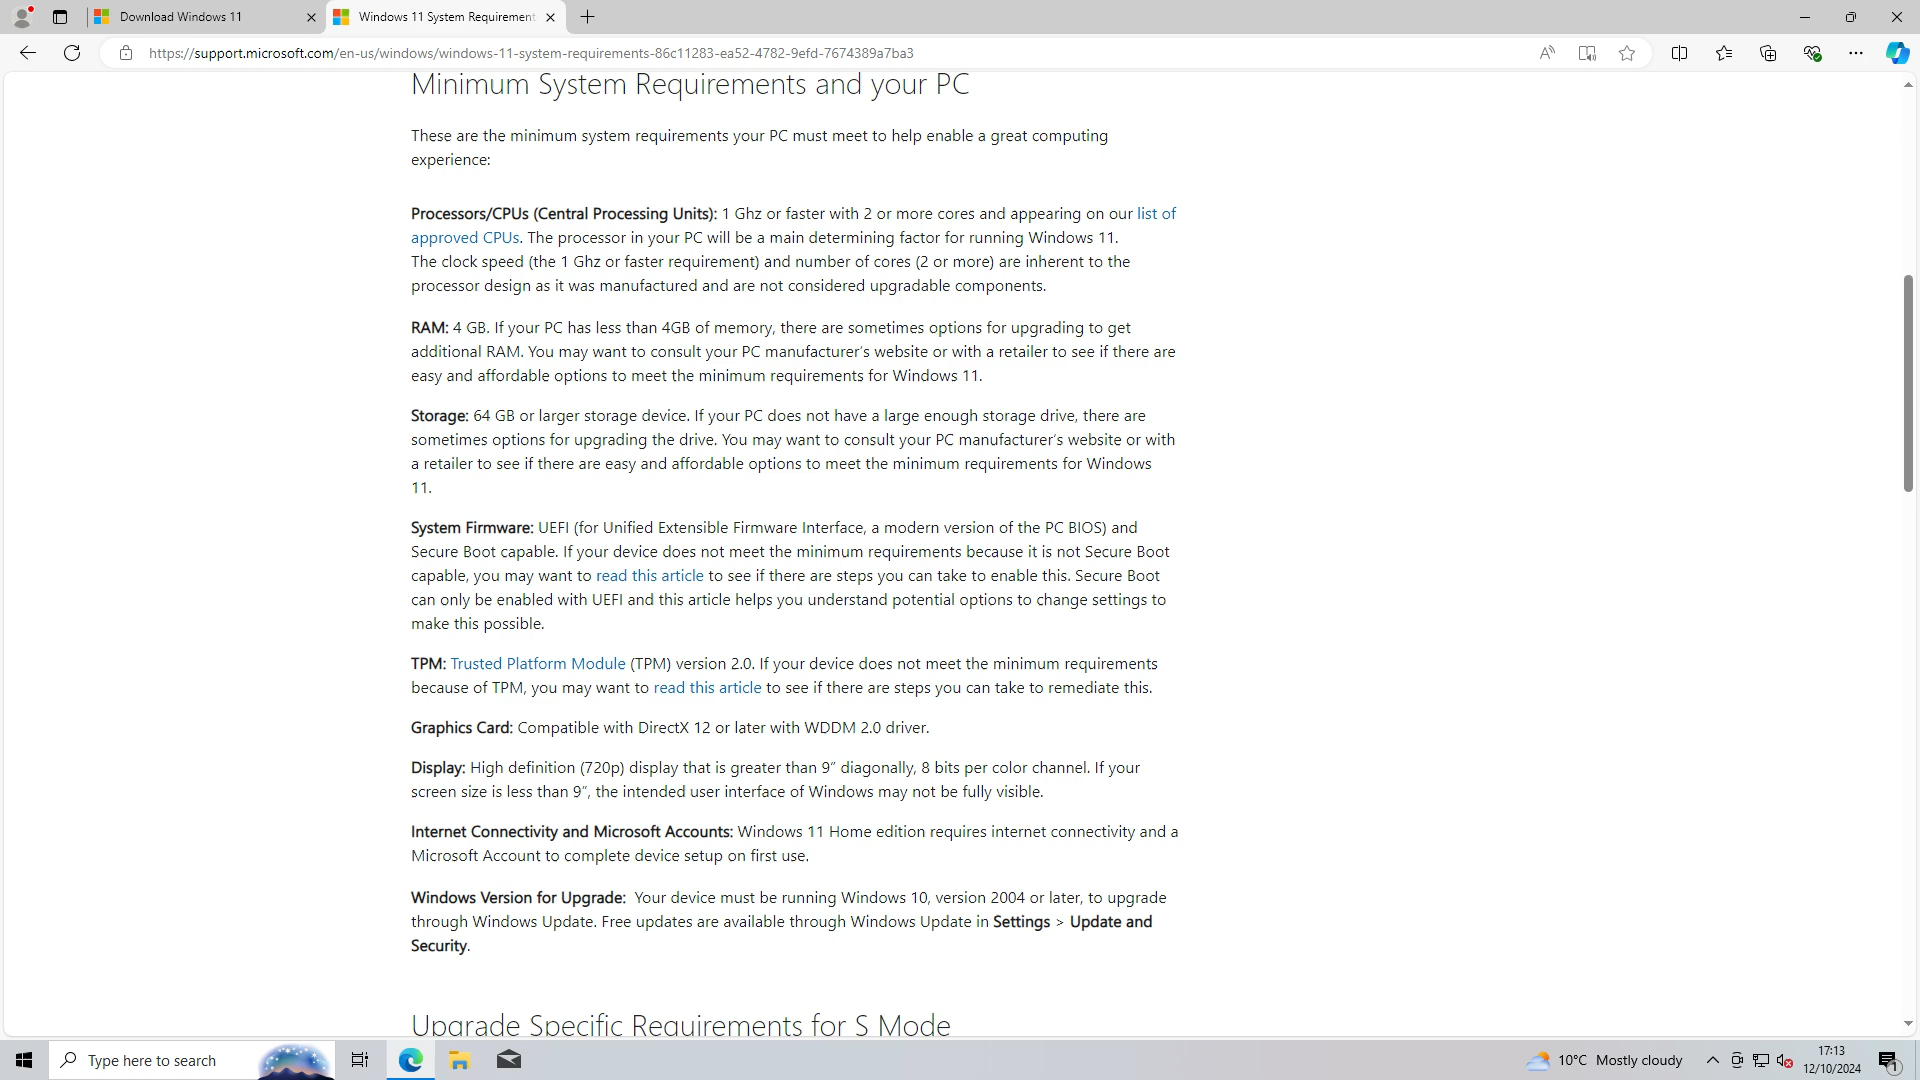 Download Windows 11
Windows 11 System Requirement
https://support.microsoft.com/en-us/windows/windows-11-system-requirements-86c11283-ea52-4782-9efd-7674389a7ba3
Minimum System Requirements and your PC
These are the minimum system requirements your PC must meet to help enable a great computing
experience:
Processors/CPUs (Central Processing Units): 1 Ghz or faster with 2 or more cores and appearing on our list of
approved CPUs. The processor in your PC will be a main determining factor for running Windows 11.
The clock speed (the 1 Ghz or faster requirement) and number of cores (2 or more) are inherent to the
processor design as it was manufactured and are not considered upgradable components.
RAM: 4 GB. If your PC has less than 4GB of memory, there are sometimes options for upgrading to get
additional RAM. You may want to consult your PC manufacturer's website or with a retailer to see if there are
easy and affordable options to meet the minimum requirements for Windows 11.
Storage: 64 GB or larger storage device. If your PC does not have a large enough storage drive, there are
sometimes options for upgrading the drive. You may want to consult your PC manufacturer's website or with
a retailer to see if there are easy and affordable options to meet the minimum requirements for Windows
11.
System Firmware: UEFI (for Unified Extensible Firmware Interface, a modern version of the PC BIOS) and
Secure Boot capable. If your device does not meet the minimum requirements because it is not Secure Boot
capable, you may want to read this article to see if there are steps you can take to enable this. Secure Boot
can only be enabled with UEFI and this article helps you understand potential options to change settings to
make this possible.
TPM: Trusted Platform Module (TPM) version 2.0. If your device does not meet the minimum requirements
because of TPM, you may want to read this article to see if there are steps you can take to remediate this.
Graphics Card: Compatible with DirectX 12 or later with WDDM 2.0 driver.
Display: High definition (720p) display that is greater than 9” diagonally, 8 bits per color channel. If your
screen size is less than 9”, the intended user interface of Windows may not be fully visible.
Internet Connectivity and Microsoft Accounts: Windows 11 Home edition requires internet connectivity and a
Microsoft Account to complete device setup on first use.
Windows Version for Upgrade:  Your device must be running Windows 10, version 2004 or later, to upgrade
through Windows Update. Free updates are available through Windows Update in Settings > Update and
Security.
Upgrade Specific Requirements for S Mode
Type here to search
10°C Mostly cloudy
17:13
12/10/2024
1